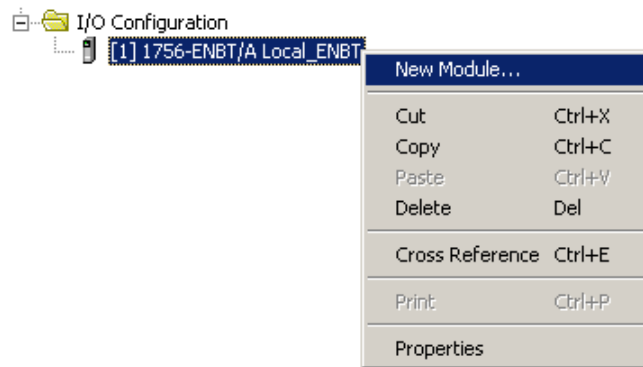 I/O Configuration
[1] 1756-ENBT/A Local_ENBT
New Module...
Cut Ctrl+X
Copy Ctrl+C
Paste Ctrl+V
Delete Del
Cross Reference Ctrl+E
Print Ctrl+P
Properties